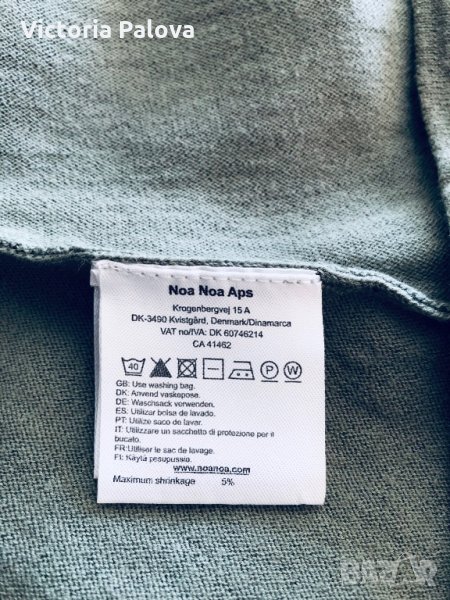 Victoria Palova
Noa Noa Aps
Krogenbergvej 15 A
DK-3490 Kvistgård, Denmark/Dinamarca
VAT no/IVA: DK 60746214
CA 41462
40 P W
GB: Use washing bag.
DK: Anvend vaskepose.
DE: Waschsack verwenden.
ES: Utilizar bolsa de lavado.
PT: Utilize saco de lavar.
IT: Utilizzare un sacchetto di protezione per il
bucato.
FR: Utiliser le sac de lavage.
FI: Käytä pesupussia.
www.noanoa.com
Maximum shrinkage 5%
BAZAR